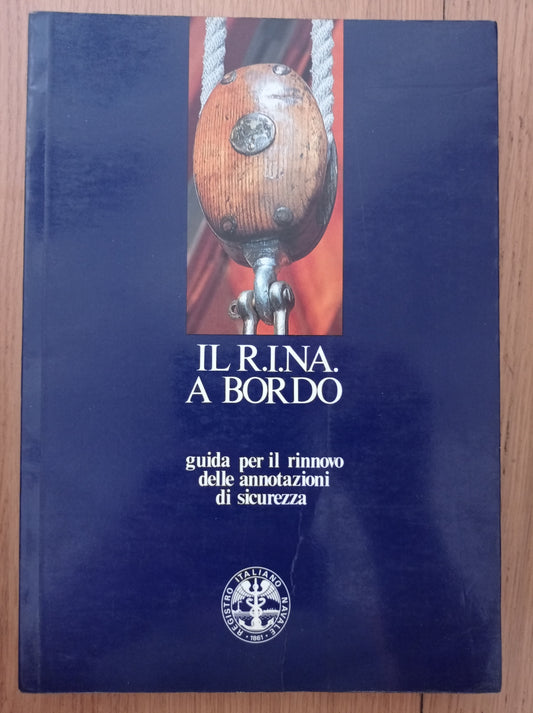 IL R.I.NA.
A BORDO
guida per il rinnovo
delle annotazioni
di sicurezza
REGISTRO ITALIANO NAVALE
· 1861 ·